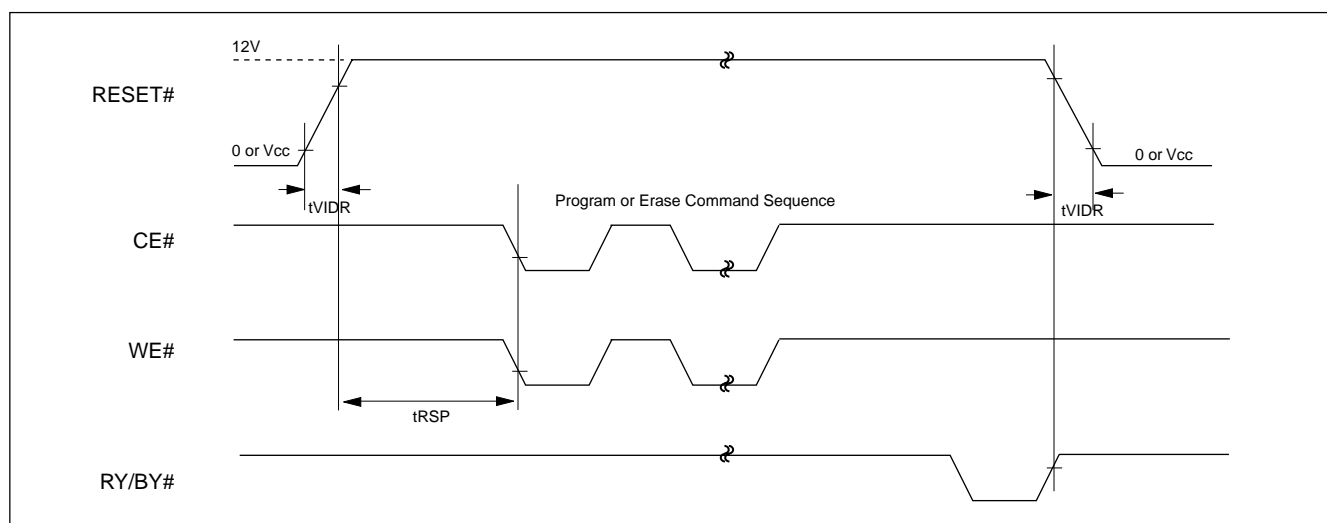 12V
RESET#
0 or Vcc
0 or Vcc
tVIDR
Program or Erase Command Sequence
tVIDR
CE#
WE#
tRSP
RY/BY#